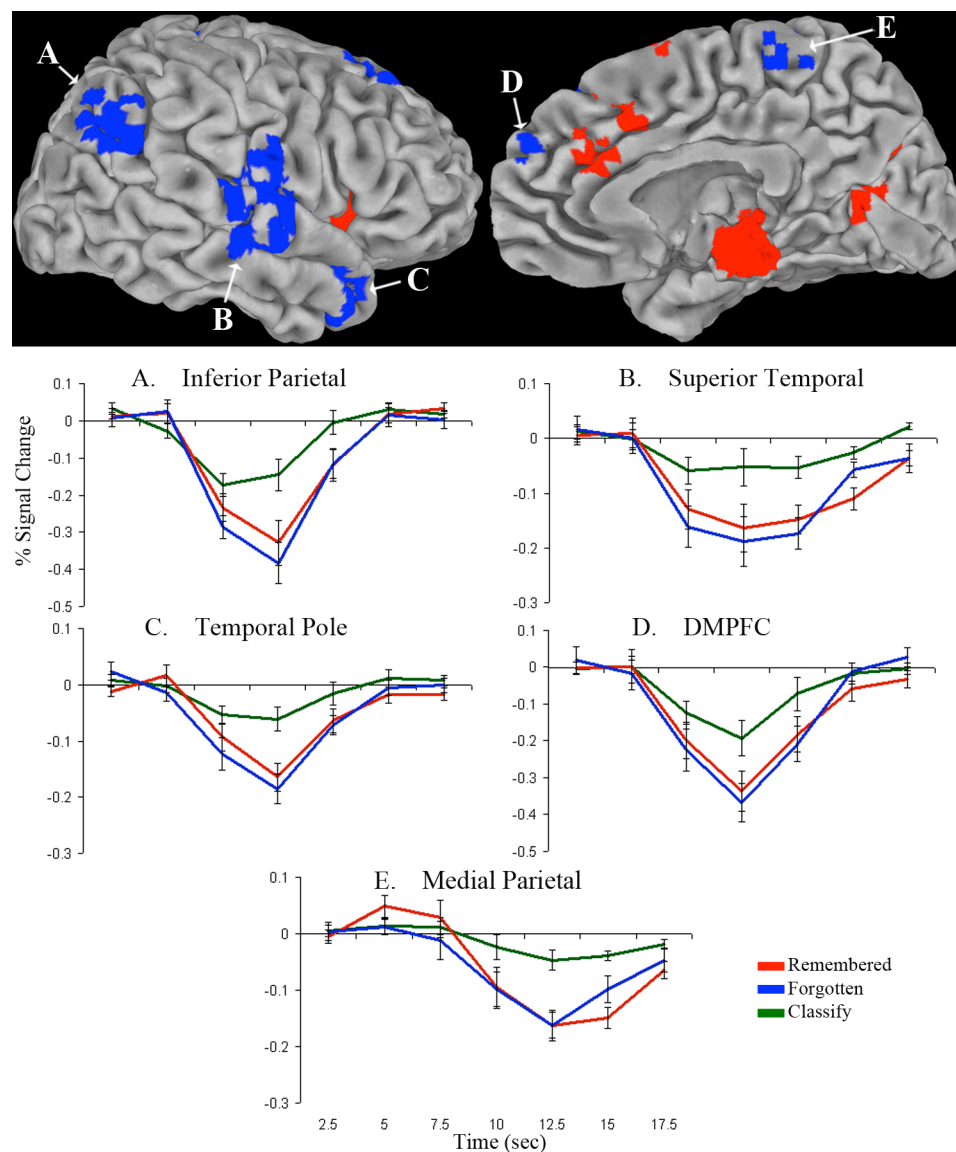 A
B
C
D
E
A. Inferior Parietal
B. Superior Temporal
% Signal Change
0.1
0
-0.1
-0.2
-0.3
-0.4
-0.5
0.1
0
-0.1
-0.2
-0.3
C. Temporal Pole
D. DMPFC
0.1
0
-0.1
-0.2
-0.3
0.1
0
-0.1
-0.2
-0.3
-0.4
-0.5
E. Medial Parietal
0.1
0
-0.1
-0.2
-0.3
2.5 5 7.5 10 12.5 15 17.5
Time (sec)
Remembered
Forgotten
Classify